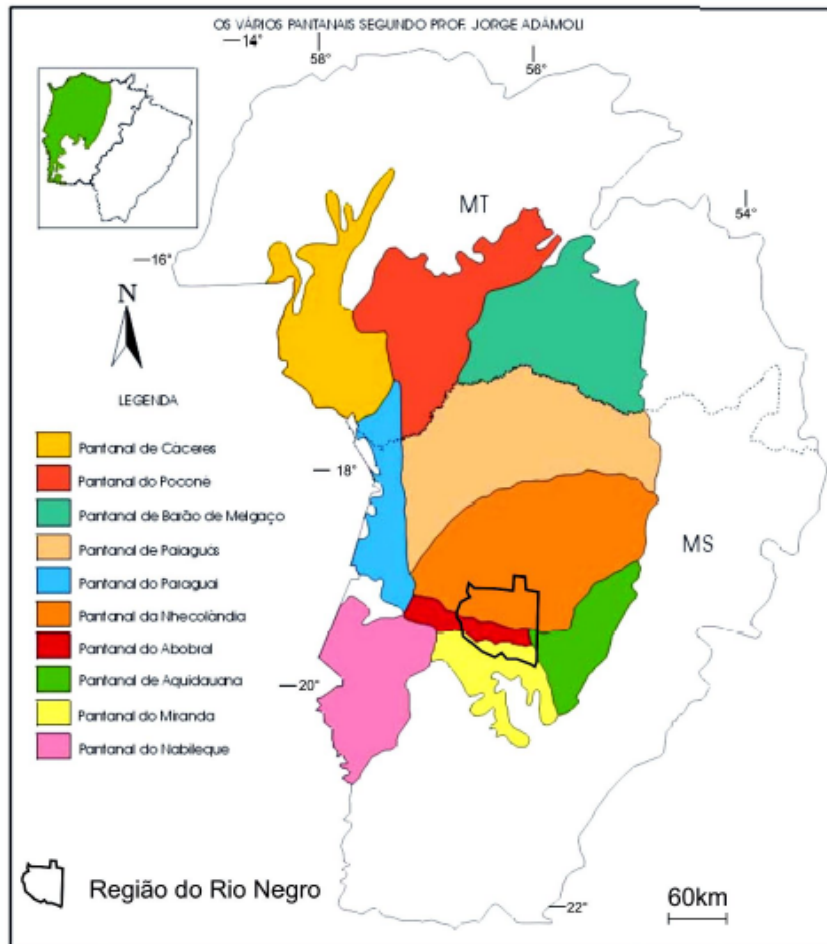 OS VÁRIOS PANTANAIS SEGUNDO PROF. JORGE ADÁMOLI
14°
58°
56°
54°
MT
16°
N
LEGENDA
Pantanal de Cáceres
Pantanal do Poconé
Pantanal de Barão de Melgaço
Pantanal de Paiaguás
Pantanal do Paraguai
Pantanal da Nhecolândia
Pantanal do Abobral
Pantanal de Aquidauana
Pantanal do Miranda
Pantanal do Nabileque
18°
MS
20°
Região do Rio Negro
22°
60km